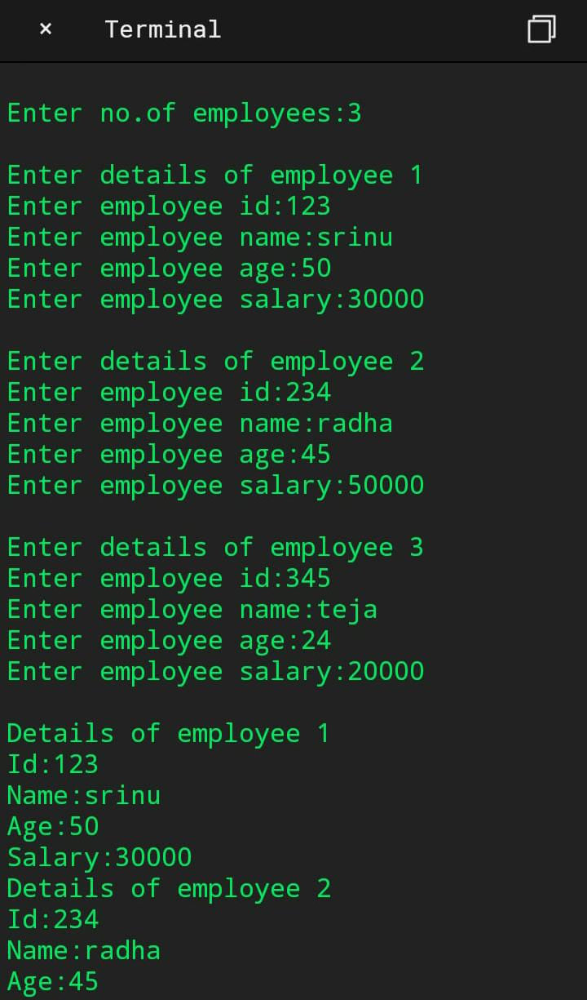 Terminal
Enter no.of employees:3
Enter details of employee 1
Enter employee id:123
Enter employee name:srinu
Enter employee age:50
Enter employee salary:30000
Enter details of employee 2
Enter employee id:234
Enter employee name:radha
Enter employee age:45
Enter employee salary:50000
Enter details of employee 3
Enter employee id:345
Enter employee name:teja
Enter employee age:24
Enter employee salary:20000
Details of employee 1
Id:123
Name:srinu
Age:50
Salary:30000
Details of employee 2
Id:234
Name:radha
Age:45